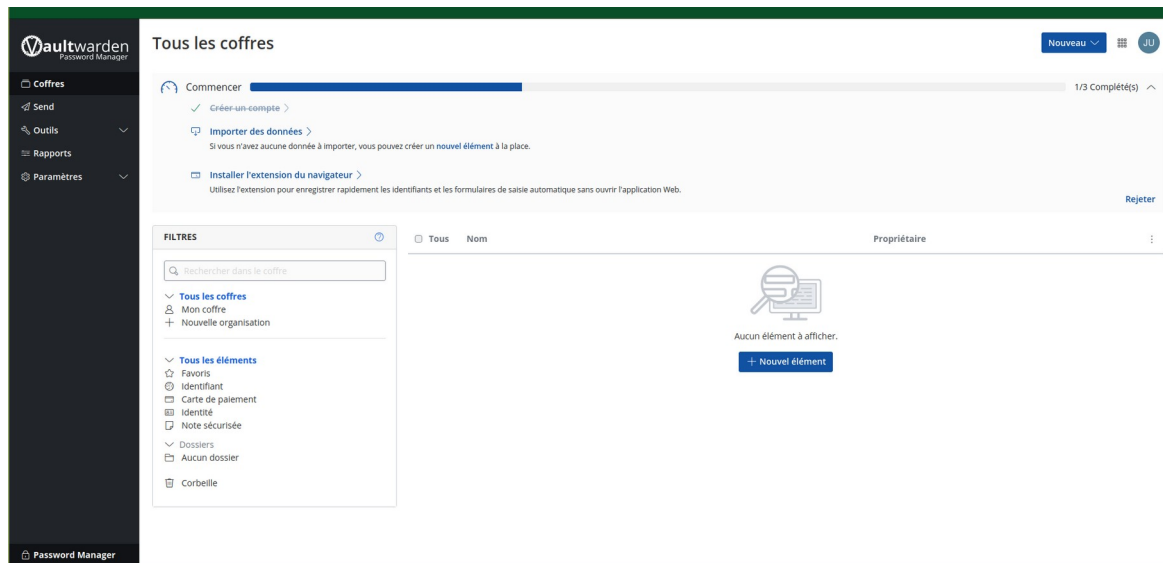 Vaultwarden
Password Manager
Coffres
Send
Outils
Rapports
Paramètres
Password Manager
Tous les coffres
Nouveau
JU
Commencer
1/3 Complété(s)
Créer un compte
Importer des données
Si vous n'avez aucune donnée à importer, vous pouvez créer un nouvel élément à la place.
Installer l'extension du navigateur
Utilisez l'extension pour enregistrer rapidement les identifiants et les formulaires de saisie automatique sans ouvrir l'application Web.
Rejeter
FILTRES
Rechercher dans le coffre
Tous les coffres
Mon coffre
Nouvelle organisation
Tous les éléments
Favoris
Identifiant
Carte de paiement
Identité
Note sécurisée
Dossiers
Aucun dossier
Corbeille
Tous Nom Propriétaire
Aucun élément à afficher.
+ Nouvel élément